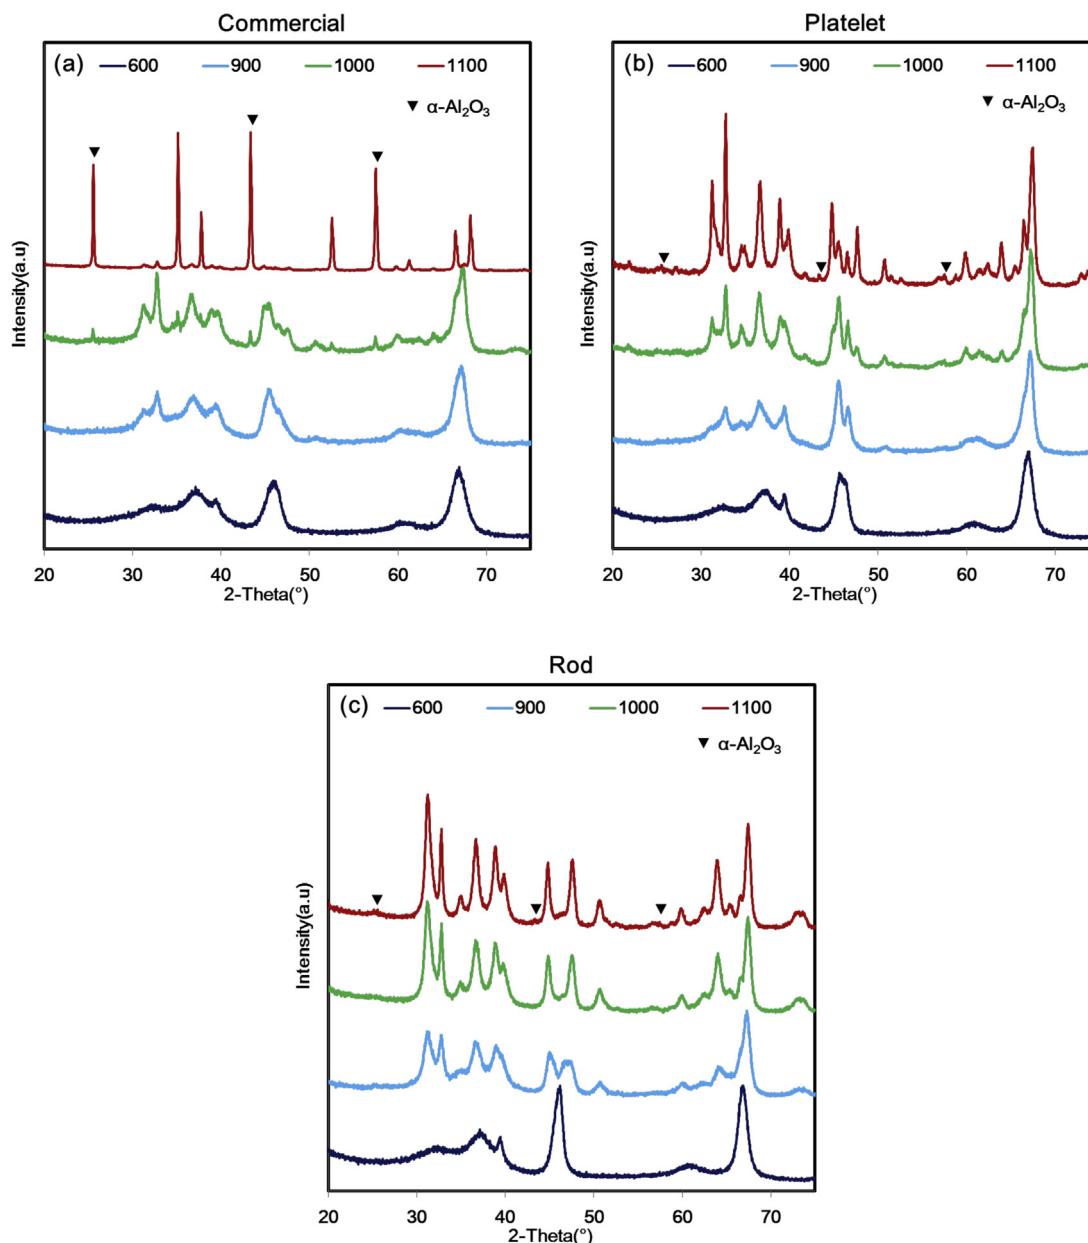 Commercial
(a) 600 900 1000 1100
▼ α-Al₂O₃
Intensity(a.u)
20 30 40 50 60 70
2-Theta(°)
Platelet
(b) 600 900 1000 1100
▼ α-Al₂O₃
Intensity(a.u)
20 30 40 50 60 70
2-Theta(°)
Rod
(c) 600 900 1000 1100
▼ α-Al₂O₃
Intensity(a.u)
20 30 40 50 60 70
2-Theta(°)